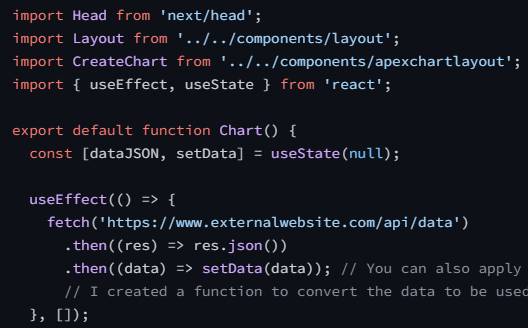 import Head from 'next/head';
import Layout from '../../components/layout';
import CreateChart from '../../components/apexchartlayout';
import { useEffect, useState } from 'react';
export default function Chart() {
const [dataJSON, setData] = useState(null);
useEffect(() => {
fetch('https://www.externalwebsite.com/api/data')
.then((res) => res.json())
.then((data) => setData(data)); // You can also apply
// I created a function to convert the data to be used
}, []);